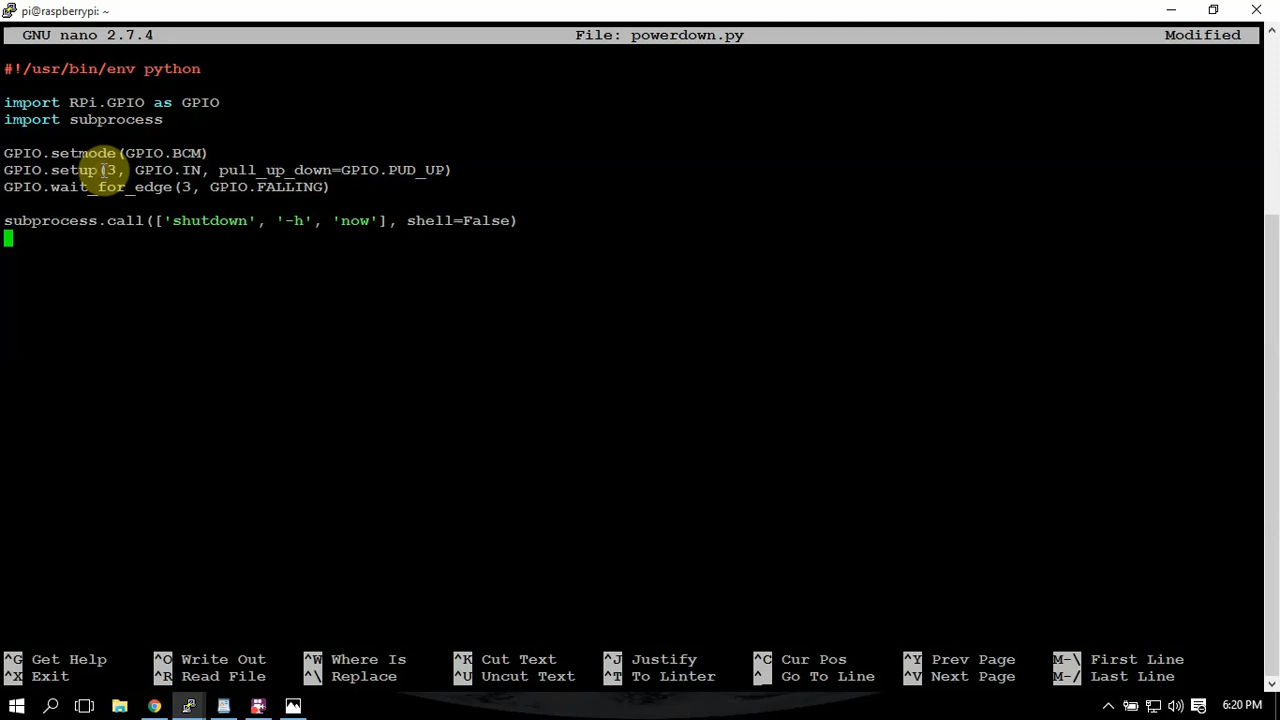 pi@raspberrypi: ~
GNU nano 2.7.4 File: powerdown.py Modified
#!/usr/bin/env python
import RPi.GPIO as GPIO
import subprocess
GPIO.setmode(GPIO.BCM)
GPIO.setup(3, GPIO.IN, pull_up_down=GPIO.PUD_UP)
GPIO.wait_for_edge(3, GPIO.FALLING)
subprocess.call(['shutdown', '-h', 'now'], shell=False)
^G Get Help ^O Write Out ^W Where Is ^K Cut Text ^J Justify ^C Cur Pos ^Y Prev Page M-\ First Line
^X Exit ^R Read File ^\ Replace ^U Uncut Text ^T To Linter ^_ Go To Line ^V Next Page M-/ Last Line
6:20 PM